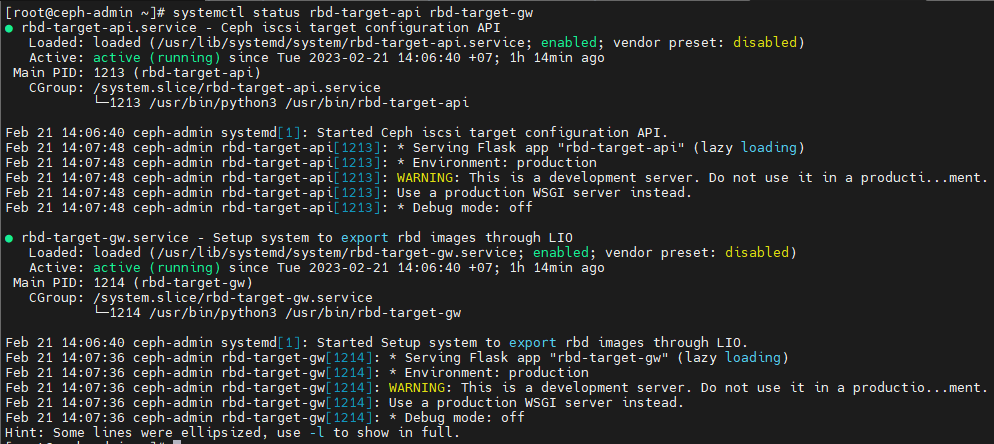 [root@ceph-admin ~]# systemctl status rbd-target-api rbd-target-gw
● rbd-target-api.service - Ceph iscsi target configuration API
   Loaded: loaded (/usr/lib/systemd/system/rbd-target-api.service; enabled; vendor preset: disabled)
   Active: active (running) since Tue 2023-02-21 14:06:40 +07; 1h 14min ago
 Main PID: 1213 (rbd-target-api)
   CGroup: /system.slice/rbd-target-api.service
           └─1213 /usr/bin/python3 /usr/bin/rbd-target-api
Feb 21 14:06:40 ceph-admin systemd[1]: Started Ceph iscsi target configuration API.
Feb 21 14:07:48 ceph-admin rbd-target-api[1213]: * Serving Flask app "rbd-target-api" (lazy loading)
Feb 21 14:07:48 ceph-admin rbd-target-api[1213]: * Environment: production
Feb 21 14:07:48 ceph-admin rbd-target-api[1213]: WARNING: This is a development server. Do not use it in a producti...ment.
Feb 21 14:07:48 ceph-admin rbd-target-api[1213]: Use a production WSGI server instead.
Feb 21 14:07:48 ceph-admin rbd-target-api[1213]: * Debug mode: off
● rbd-target-gw.service - Setup system to export rbd images through LIO
   Loaded: loaded (/usr/lib/systemd/system/rbd-target-gw.service; enabled; vendor preset: disabled)
   Active: active (running) since Tue 2023-02-21 14:06:40 +07; 1h 14min ago
 Main PID: 1214 (rbd-target-gw)
   CGroup: /system.slice/rbd-target-gw.service
           └─1214 /usr/bin/python3 /usr/bin/rbd-target-gw
Feb 21 14:06:40 ceph-admin systemd[1]: Started Setup system to export rbd images through LIO.
Feb 21 14:07:36 ceph-admin rbd-target-gw[1214]: * Serving Flask app "rbd-target-gw" (lazy loading)
Feb 21 14:07:36 ceph-admin rbd-target-gw[1214]: * Environment: production
Feb 21 14:07:36 ceph-admin rbd-target-gw[1214]: WARNING: This is a development server. Do not use it in a productio...ment.
Feb 21 14:07:36 ceph-admin rbd-target-gw[1214]: Use a production WSGI server instead.
Feb 21 14:07:36 ceph-admin rbd-target-gw[1214]: * Debug mode: off
Hint: Some lines were ellipsized, use -l to show in full.